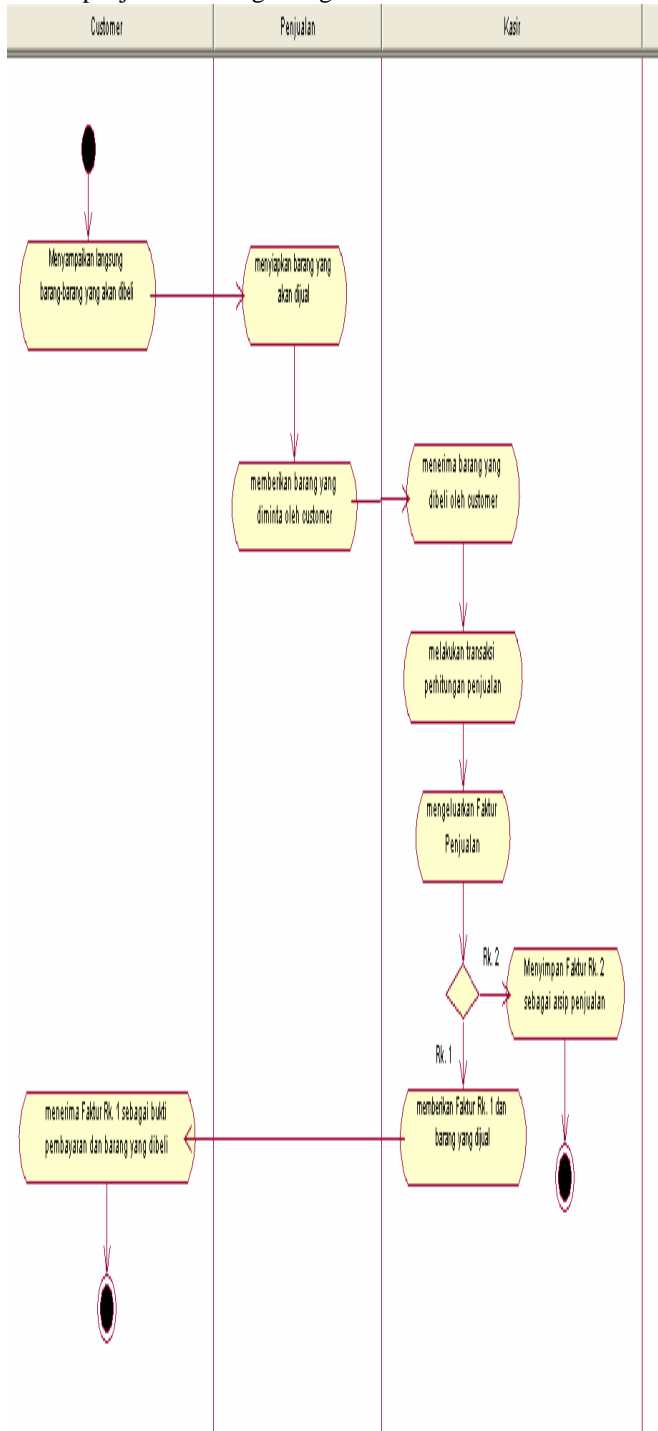 Customer
Penjualan
Kasir
Menyampaikan langsung
barang-barang yang akan dibeli
menyiapkan barang yang
akan dijual
memberikan barang yang
diminta oleh customer
menerima barang yang
dibeli oleh customer
melakukan transaksi
perhitungan penjualan
mengeluarkan Faktur
Penjualan
Rk. 2
Menyimpan Faktur Rk. 2
sebagai arsip penjualan
Rk. 1
memberikan Faktur Rk. 1 dan
barang yang dijual
menerima Faktur Rk. 1 sebagai bukti
pembayaran dan barang yang dibeli